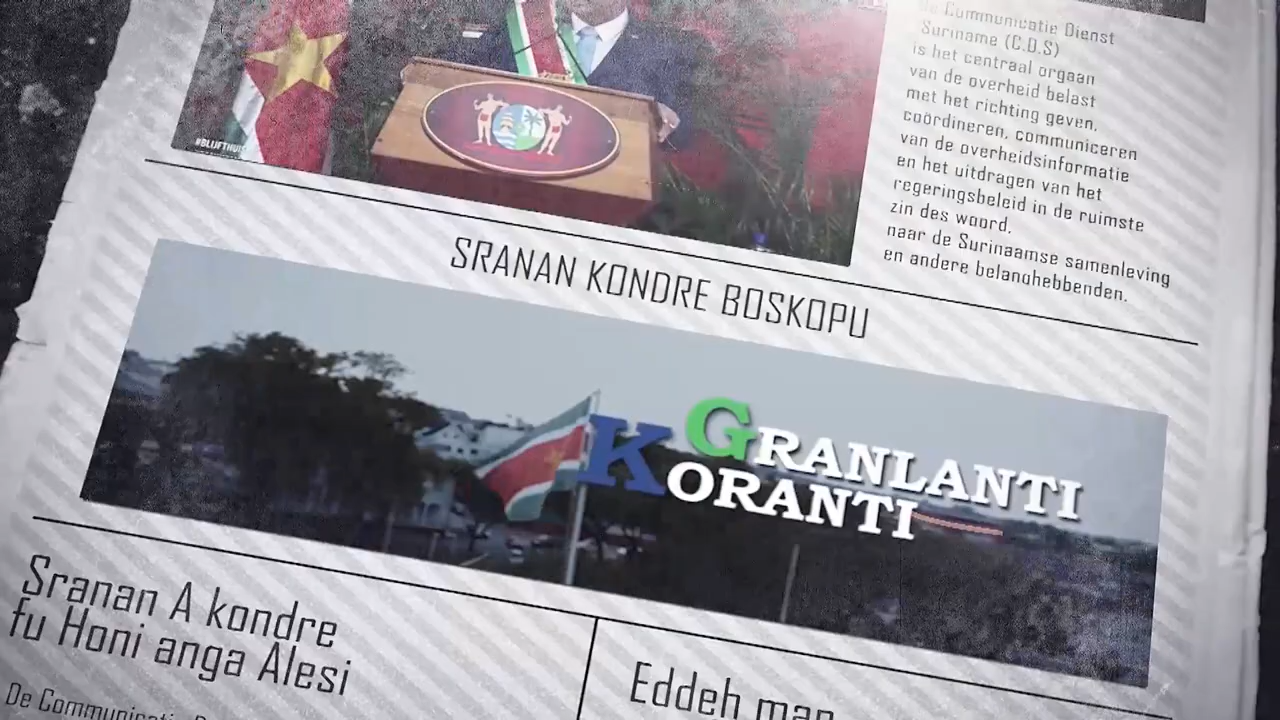 #BLIJFTHUIS
De Communicatie Dienst
Suriname (C.D.S)
is het centraal orgaan
van de overheid belast
met het richting geven,
coördineren, communiceren
van de overheidsinformatie
en het uitdragen van het
regeringsbeleid in de ruimste
zin des woord.
naar de Surinaamse samenleving
en andere belanghebbenden.
SRANAN KONDRE BOSKOPU
GRANLANTI
KORANTI
Sranan A kondre
fu Honi anga Alesi
De
Eddeh man